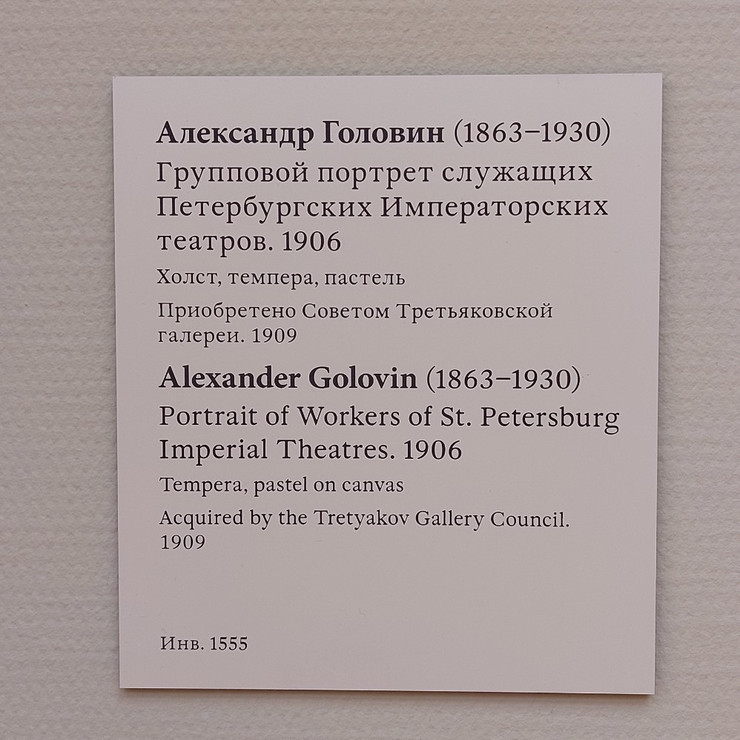 Александр Головин (1863–1930)
Групповой портрет служащих
Петербургских Императорских
театров. 1906
Холст, темпера, пастель
Приобретено Советом Третьяковской
галереи. 1909
Alexander Golovin (1863–1930)
Portrait of Workers of St. Petersburg
Imperial Theatres. 1906
Tempera, pastel on canvas
Acquired by the Tretyakov Gallery Council.
1909
Инв. 1555